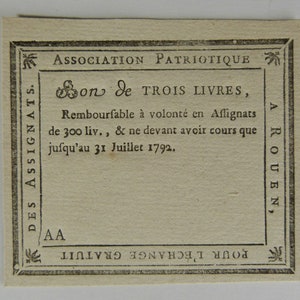 ASSOCIATION PATRIOTIQUE
A ROUEN,
POUR L'ÉCHANGE GRATUIT
DES ASSIGNATS.
Bon de TROIS LIVRES,
Remboursable à volonté en Assignats
de 300 liv., & ne devant avoir cours que
jusqu'au 31 Juillet 1792.
AA